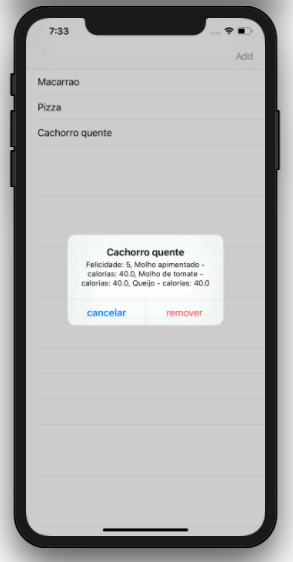 7:33
Add
Macarrao
Pizza
Cachorro quente
Cachorro quente
Felicidade: 5, Molho apimentado -
calorias: 40.0, Molho de tomate -
calorias: 40.0, Queijo - calorias: 40.0
cancelar
remover